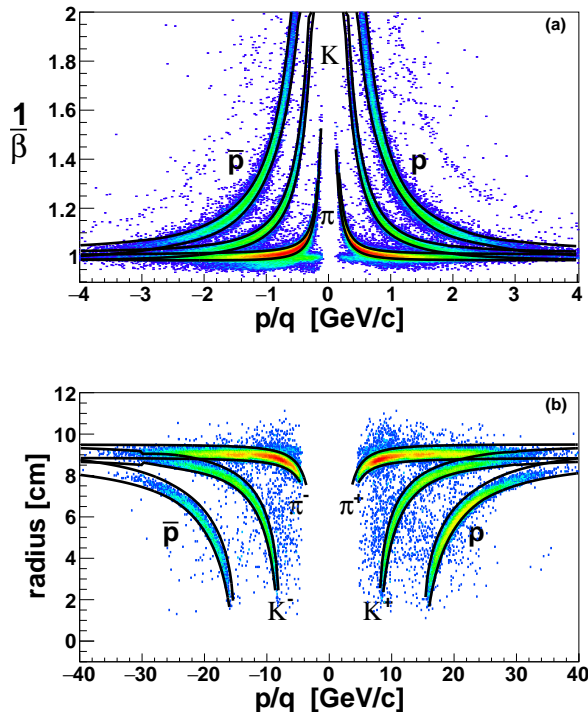 (a)
2
1.8
1.6
1.4
1.2
1
1/β
K
p̄
p
π
−4 −3 −2 −1 0 1 2 3 4
p/q [GeV/c]
(b)
12
10
8
6
4
2
0
radius [cm]
π- π+
p̄ p
K- K+
−40 −30 −20 −10 0 10 20 30 40
p/q [GeV/c]